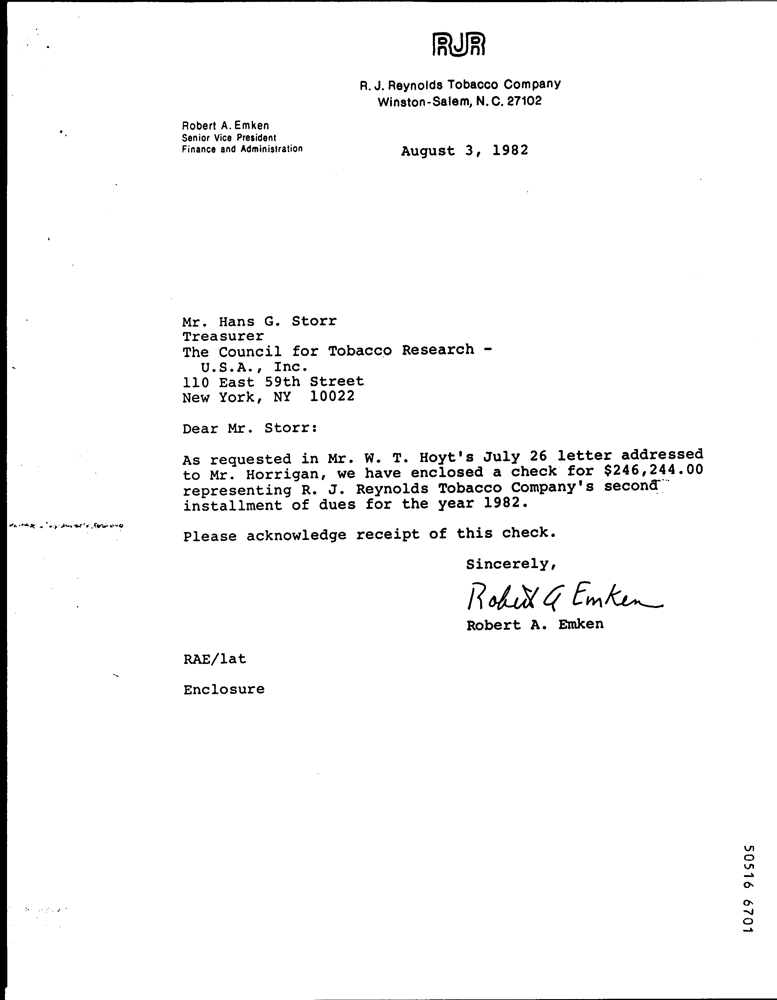 RJR
R. J. Reynolds Tobacco Company
Winston-Salem, N. C. 27102
Robert A. Emken
Senior Vice President
Finance and Administration
August 3, 1982
Mr. Hans G. Storr
Treasurer
The Council for Tobacco Research -
U.S.A., Inc.
110 East 59th Street
New York, NY 10022
Dear Mr. Storr:
As requested in Mr. W. T. Hoyt's July 26 letter addressed
to Mr. Horrigan, we have enclosed a check for $246,244.00
representing R. J. Reynolds Tobacco Company's second
installment of dues for the year 1982.
Please acknowledge receipt of this check.
Sincerely,
Robert A Emken
Robert A. Emken
RAE/lat
Enclosure
50516 6701